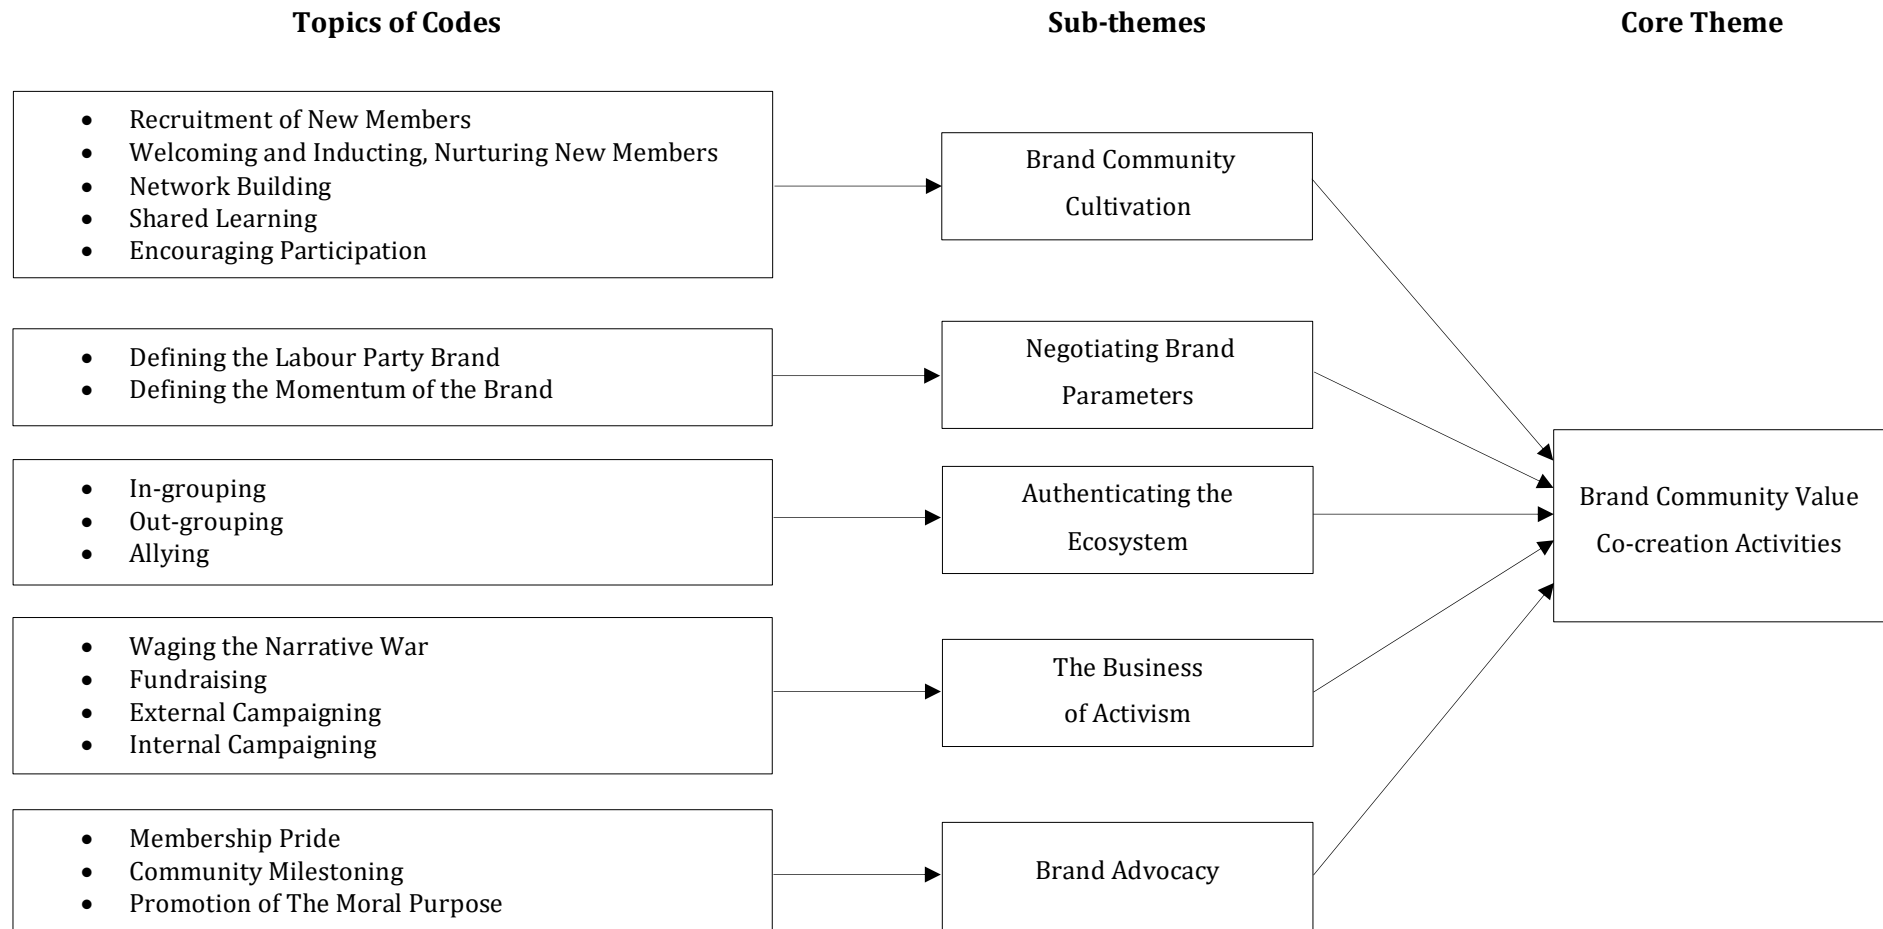 Topics of Codes
Sub-themes
Core Theme
• Recruitment of New Members
• Welcoming and Inducting, Nurturing New Members
• Network Building
• Shared Learning
• Encouraging Participation
Brand Community
Cultivation
• Defining the Labour Party Brand
• Defining the Momentum of the Brand
Negotiating Brand
Parameters
• In-grouping
• Out-grouping
• Allying
Authenticating the
Ecosystem
Brand Community Value
Co-creation Activities
• Waging the Narrative War
• Fundraising
• External Campaigning
• Internal Campaigning
The Business
of Activism
• Membership Pride
• Community Milestoning
• Promotion of The Moral Purpose
Brand Advocacy